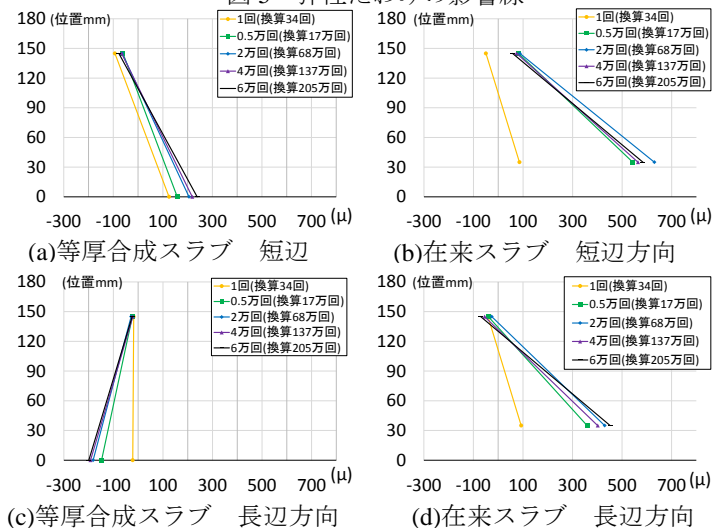 図 5 弾性たわみの影響線
180
(位置mm)
150
120
90
60
30
0
-300 -100 100 300 500 700 (μ)
1回(換算34)
0.5万回(換算17万回)
2万回(換算68万回)
4万回(換算137万回)
6万回(換算205万回)
(a)等厚合成スラブ 短辺
180
(位置mm)
150
120
90
60
30
0
-300 -100 100 300 500 700 (μ)
1回(換算34)
0.5万回(換算17万回)
2万回(換算68万回)
4万回(換算137万回)
6万回(換算205万回)
(b)在来スラブ 短辺方向
180
(位置mm)
150
120
90
60
30
0
-300 -100 100 300 500 700 (μ)
1回(換算34)
0.5万回(換算17万回)
2万回(換算68万回)
4万回(換算137万回)
6万回(換算205万回)
(c)等厚合成スラブ 長辺方向
180
(位置mm)
150
120
90
60
30
0
-300 -100 100 300 500 700 (μ)
1回(換算34)
0.5万回(換算17万回)
2万回(換算68万回)
4万回(換算137万回)
6万回(換算205万回)
(d)在来スラブ 長辺方向